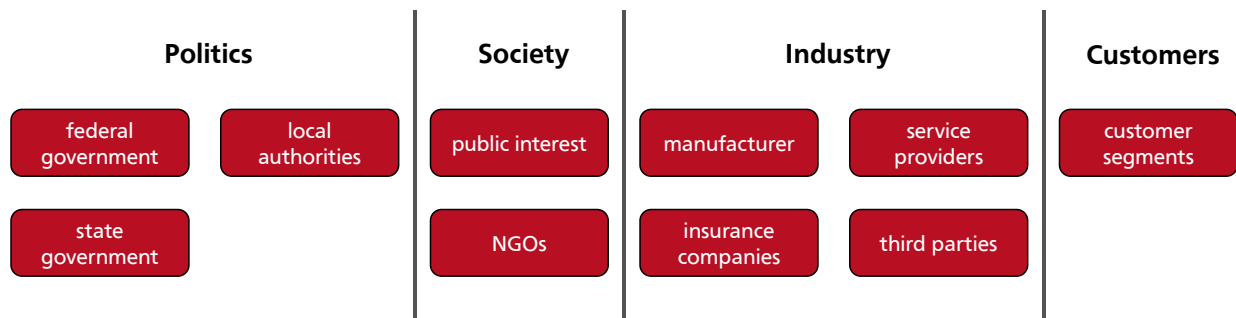 Politics
Society
Industry
Customers
federal
government
local
authorities
public interest
manufacturer
service
providers
customer
segments
state
government
NGOs
insurance
companies
third parties